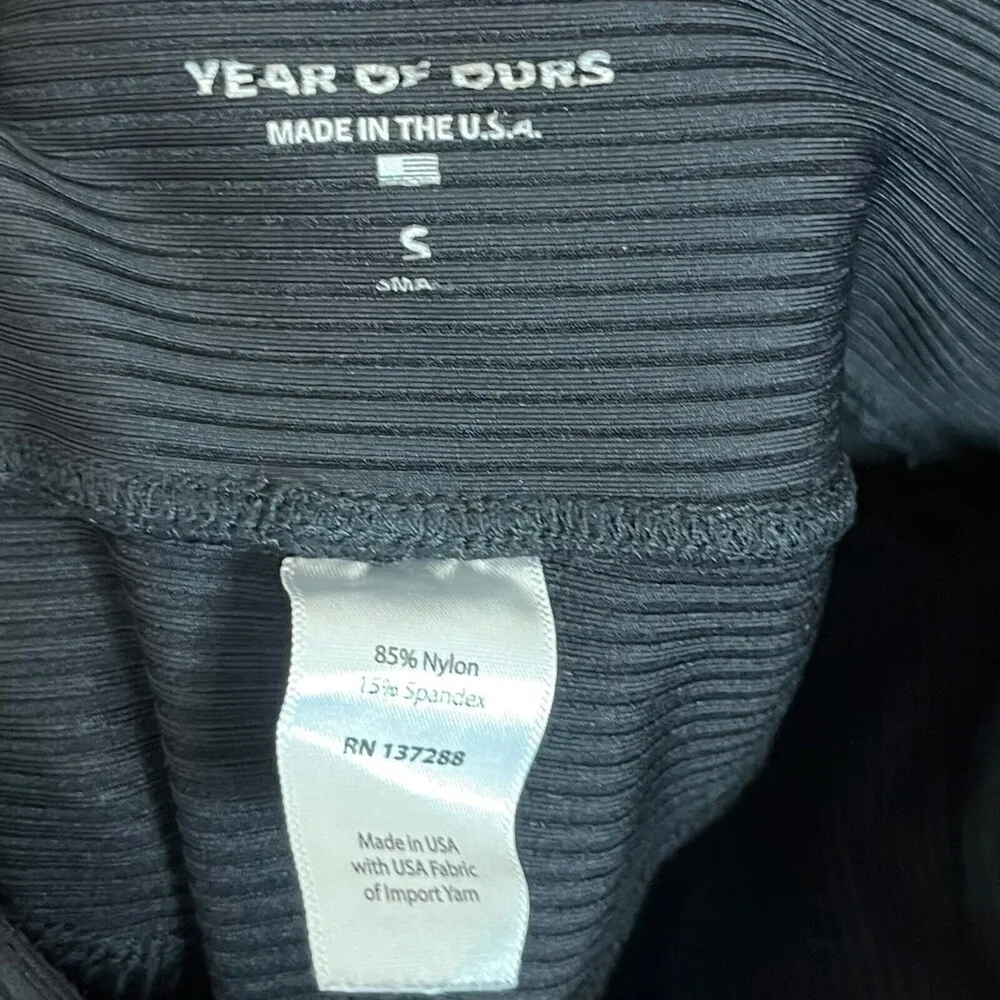 YEAR OF OURS
MADE IN THE U.S.A.
S
SMA
85% Nylon
15% Spandex
RN 137288
Made in USA
with USA Fabric
of Import Yarn